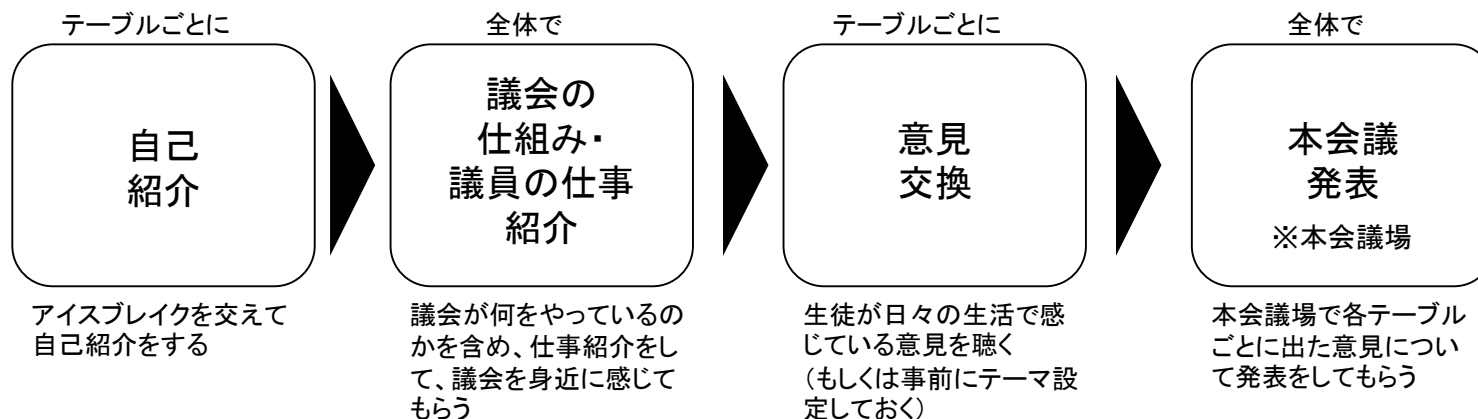 テーブルごとに
自己
紹介
アイスブレイクを交えて
自己紹介をする
全体で
議会の
仕組み・
議員の仕事
紹介
議会が何をやっているの
かを含め、仕事紹介をし
て、議会を身近に感じて
もらう
テーブルごとに
意見
交換
生徒が日々の生活で感
じている意見を聴く
(もしくは事前にテーマ設
定しておく)
全体で
本会議
発表
※本会議場
本会議場で各テーブル
ごとに出た意見につい
て発表をしてもらう